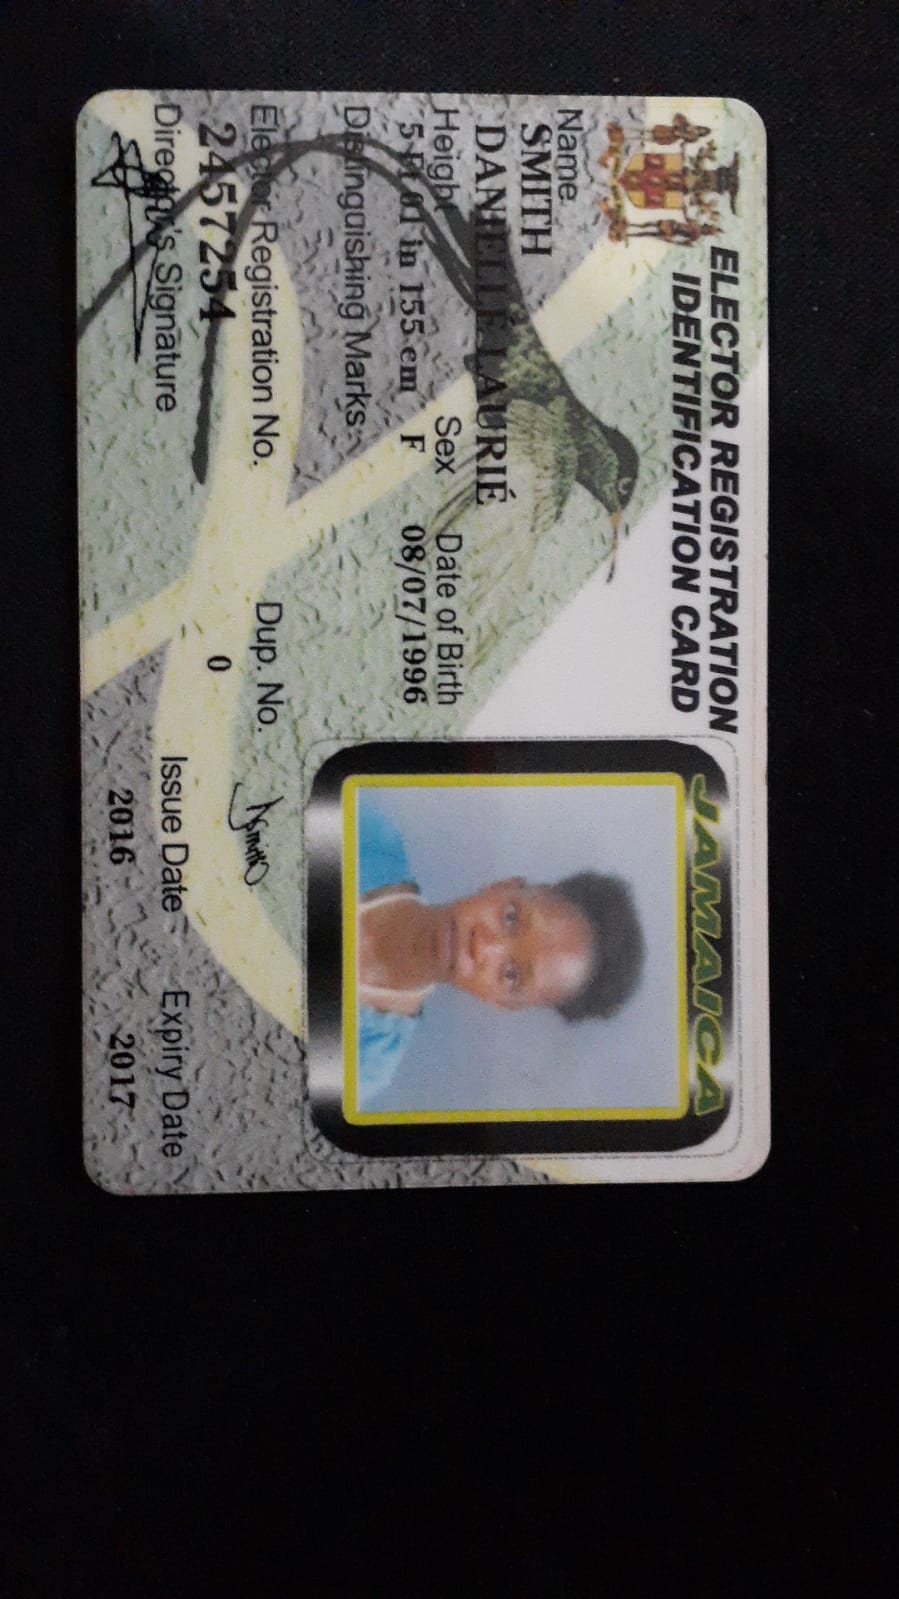 ELECTOR REGISTRATION
IDENTIFICATION CARD
JAMAICA
Name
SMITH
DANIELLÉ LAURIÉ
Height Sex Date of Birth
5 Ft 01 in 155 cm F 08/07/1996
Distinguishing Marks
Elector Registration No. Dup. No.
2457254 0
DSmith
Director's Signature Issue Date Expiry Date
2016 2017